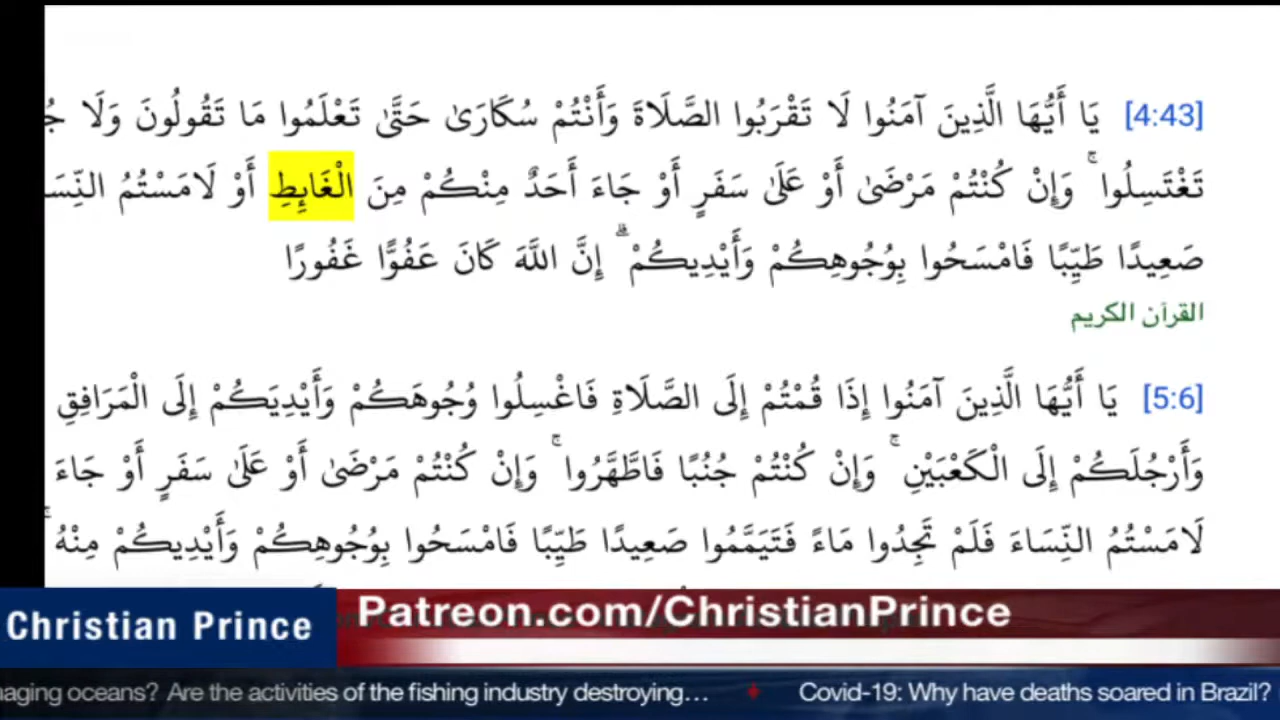 [4:43] يَا أَيُّهَا الَّذِينَ آمَنُوا لَا تَقْرَبُوا الصَّلَاةَ وَأَنْتُمْ سُكَارَىٰ حَتَّىٰ تَعْلَمُوا مَا تَقُولُونَ وَلَا
تَغْتَسِلُوا ۚ وَإِنْ كُنْتُمْ مَرْضَىٰ أَوْ عَلَىٰ سَفَرٍ أَوْ جَاءَ أَحَدٌ مِنْكُمْ مِنَ الْغَائِطِ أَوْ لَامَسْتُمُ
صَعِيدًا طَيِّبًا فَامْسَحُوا بِوُجُوهِكُمْ وَأَيْدِيكُمْ ۗ إِنَّ اللَّهَ كَانَ عَفُوًّا غَفُورًا
القرآن الكريم
[5:6] يَا أَيُّهَا الَّذِينَ آمَنُوا إِذَا قُمْتُمْ إِلَى الصَّلَاةِ فَاغْسِلُوا وُجُوهَكُمْ وَأَيْدِيَكُمْ إِلَى الْمَرَافِقِ
وَأَرْجُلَكُمْ إِلَى الْكَعْبَيْنِ ۚ وَإِنْ كُنْتُمْ جُنُبًا فَاطَّهَّرُوا ۚ وَإِنْ كُنْتُمْ مَرْضَىٰ أَوْ عَلَىٰ سَفَرٍ أَوْ جَاءَ
لَامَسْتُمُ النِّسَاءَ فَلَمْ تَجِدُوا مَاءً فَتَيَمَّمُوا صَعِيدًا طَيِّبًا فَامْسَحُوا بِوُجُوهِكُمْ وَأَيْدِيكُمْ مِنْهُ ۚ
Patreon.com/ChristianPrince
Christian Prince
oceans? Are the activities of the fishing industry destroying... Covid-19: Why have deaths soared in Brazil?